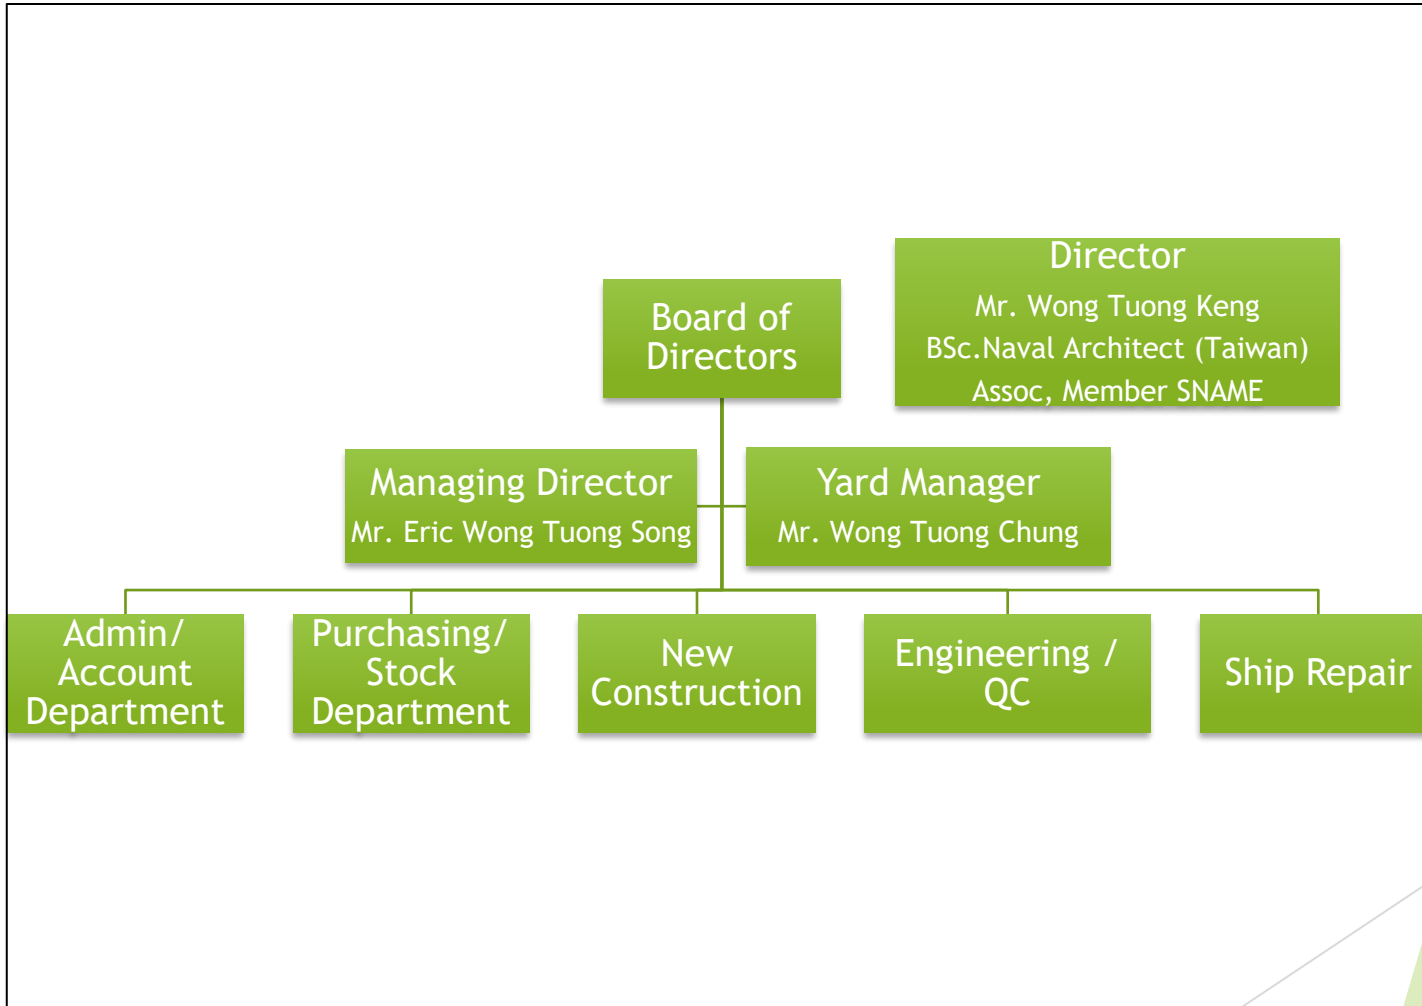 Board of
Directors
Director
Mr. Wong Tuong Keng
BSc.Naval Architect (Taiwan)
Assoc, Member SNAME
Managing Director
Mr. Eric Wong Tuong Song
Yard Manager
Mr. Wong Tuong Chung
Admin/
Account
Department
Purchasing/
Stock
Department
New
Construction
Engineering /
QC
Ship Repair